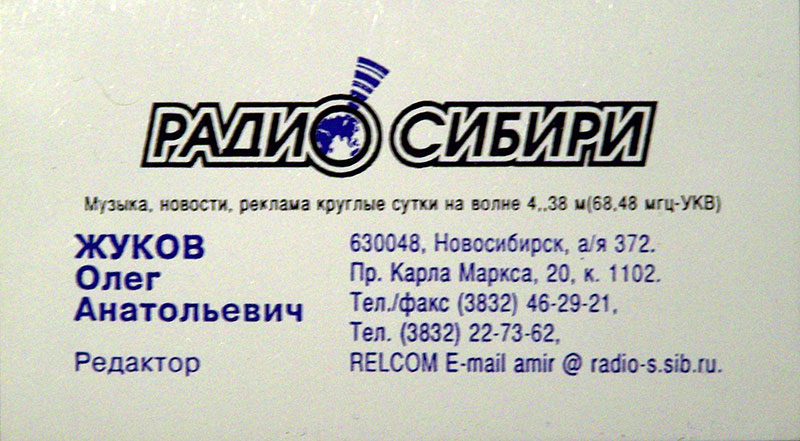 РАДИО СИБИРИ
Музыка, новости, реклама круглые сутки на волне 4,,38 м(68,48 мгц-УКВ)
ЖУКОВ
Олег
Анатольевич
Редактор
630048, Новосибирск, а/я 372.
Пр. Карла Маркса, 20, к. 1102.
Тел./факс (3832) 46-29-21,
Тел. (3832) 22-73-62,
RELCOM E-mail amir @ radio-s.sib.ru.